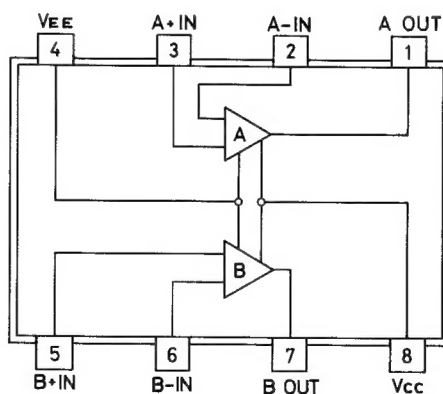 VEE A+IN A-IN A OUT
4 3 2 1
A
B
5 6 7 8
B+IN B-IN B OUT Vcc